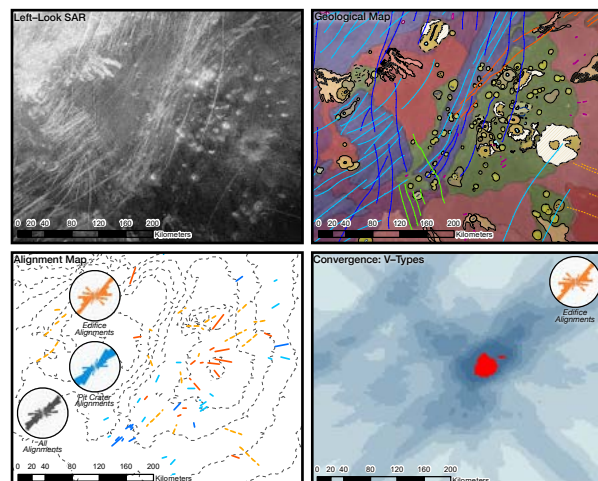 Left–Look SAR
0 20 40 80 120 160 200
Kilometers
Geological Map
0 20 40 80 120 160 200
Kilometers
Alignment Map
Edifice
Alignments
Pit Crater
Alignments
All
Alignments
0 20 40 80 120 160 200
Kilometers
Convergence: V–Types
Edifice
Alignments
0 20 40 80 120 160 200
Kilometers